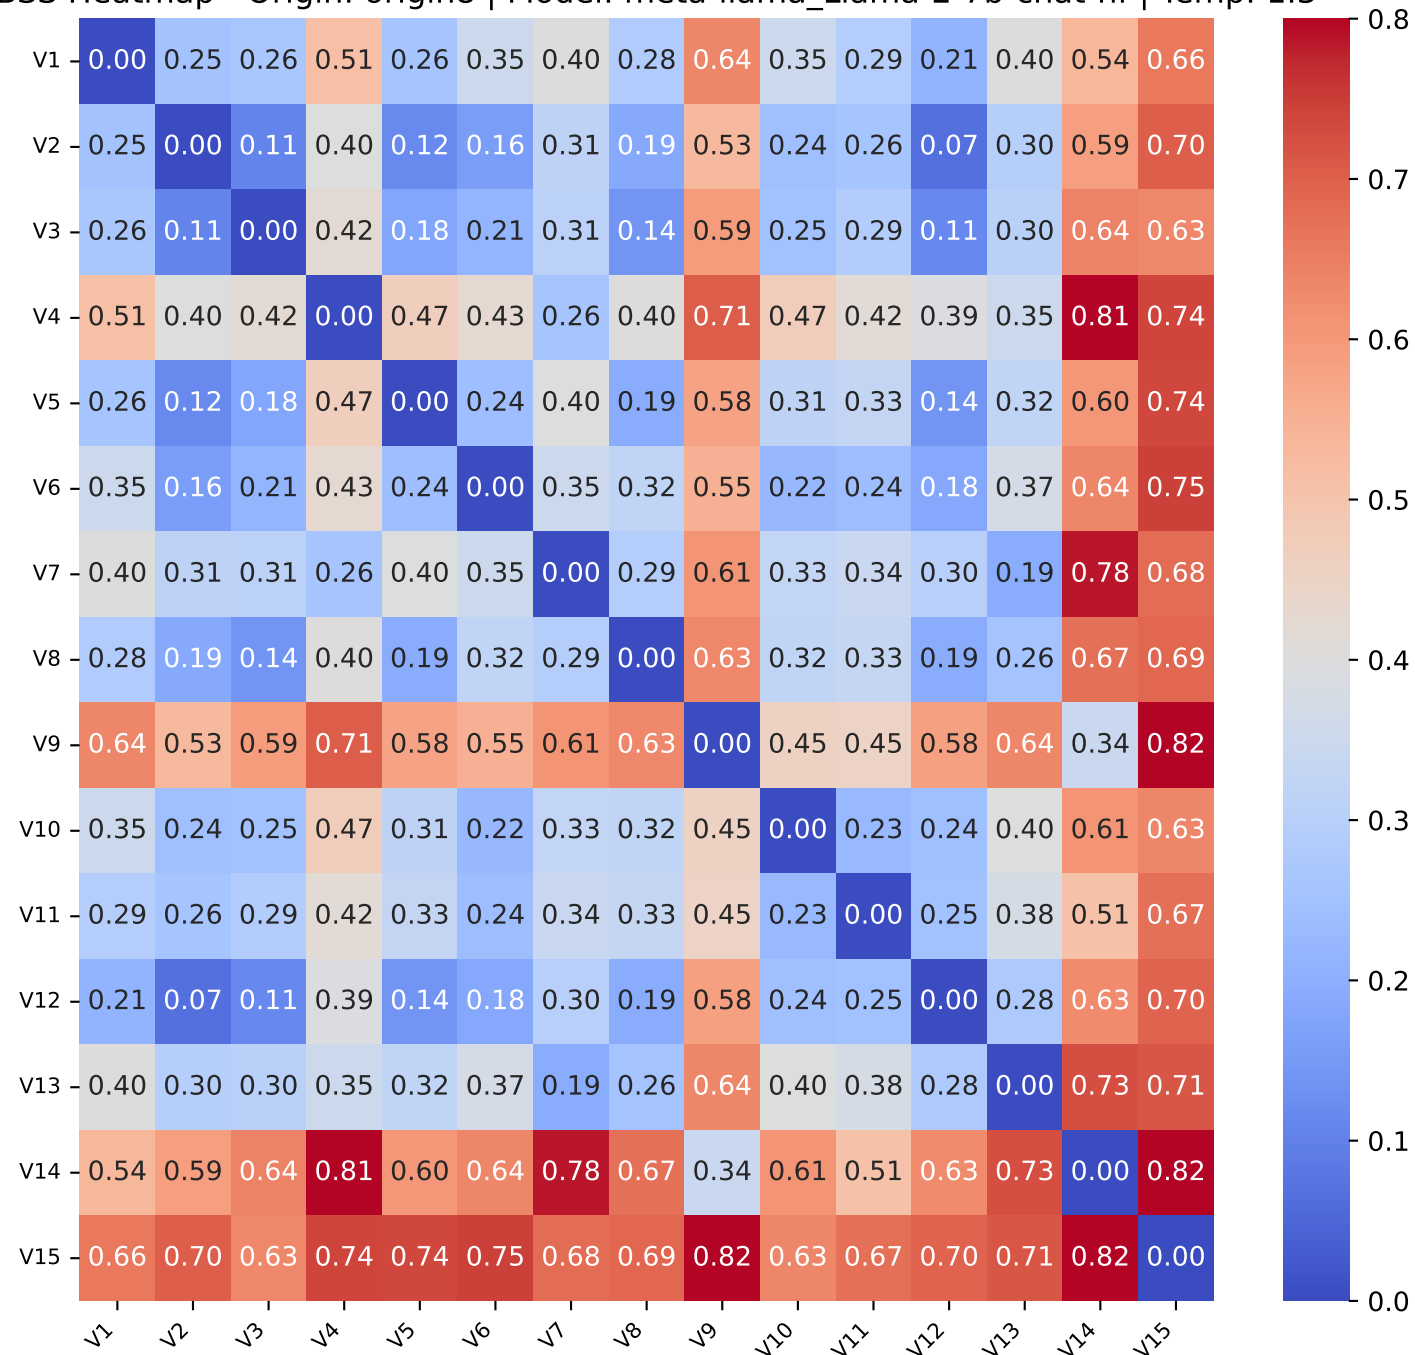 Origin: | Model: | Temp:
V1 0.00 0.25 0.26 0.51 0.26 0.35 0.40 0.28 0.64 0.35 0.29 0.21 0.40 0.54 0.66
V2 0.25 0.00 0.11 0.40 0.12 0.16 0.31 0.19 0.53 0.24 0.26 0.07 0.30 0.59 0.70
V3 0.26 0.11 0.00 0.42 0.18 0.21 0.31 0.14 0.59 0.25 0.29 0.11 0.30 0.64 0.63
V4 0.51 0.40 0.42 0.00 0.47 0.43 0.26 0.40 0.71 0.47 0.42 0.39 0.35 0.81 0.74
V5 0.26 0.12 0.18 0.47 0.00 0.24 0.40 0.19 0.58 0.31 0.33 0.14 0.32 0.60 0.74
V6 0.35 0.16 0.21 0.43 0.24 0.00 0.35 0.32 0.55 0.22 0.24 0.18 0.37 0.64 0.75
V7 0.40 0.31 0.31 0.26 0.40 0.35 0.00 0.29 0.61 0.33 0.34 0.30 0.19 0.78 0.68
V8 0.28 0.19 0.14 0.40 0.19 0.32 0.29 0.00 0.63 0.32 0.33 0.19 0.26 0.67 0.69
V9 0.64 0.53 0.59 0.71 0.58 0.55 0.61 0.63 0.00 0.45 0.45 0.58 0.64 0.34 0.82
V10 0.35 0.24 0.25 0.47 0.31 0.22 0.33 0.32 0.45 0.00 0.23 0.24 0.40 0.61 0.63
V11 0.29 0.26 0.29 0.42 0.33 0.24 0.34 0.33 0.45 0.23 0.00 0.25 0.38 0.51 0.67
V12 0.21 0.07 0.11 0.39 0.14 0.18 0.30 0.19 0.58 0.24 0.25 0.00 0.28 0.63 0.70
V13 0.40 0.30 0.30 0.35 0.32 0.37 0.19 0.26 0.64 0.40 0.38 0.28 0.00 0.73 0.71
V14 0.54 0.59 0.64 0.81 0.60 0.64 0.78 0.67 0.34 0.61 0.51 0.63 0.73 0.00 0.82
V15 0.66 0.70 0.63 0.74 0.74 0.75 0.68 0.69 0.82 0.63 0.67 0.70 0.71 0.82 0.00
V1 V2 V3 V4 V5 V6 V7 V8 V9 V10 V11 V12 V13 V14 V15
0.8
0.7
0.6
0.5
0.4
0.3
0.2
0.1
0.0